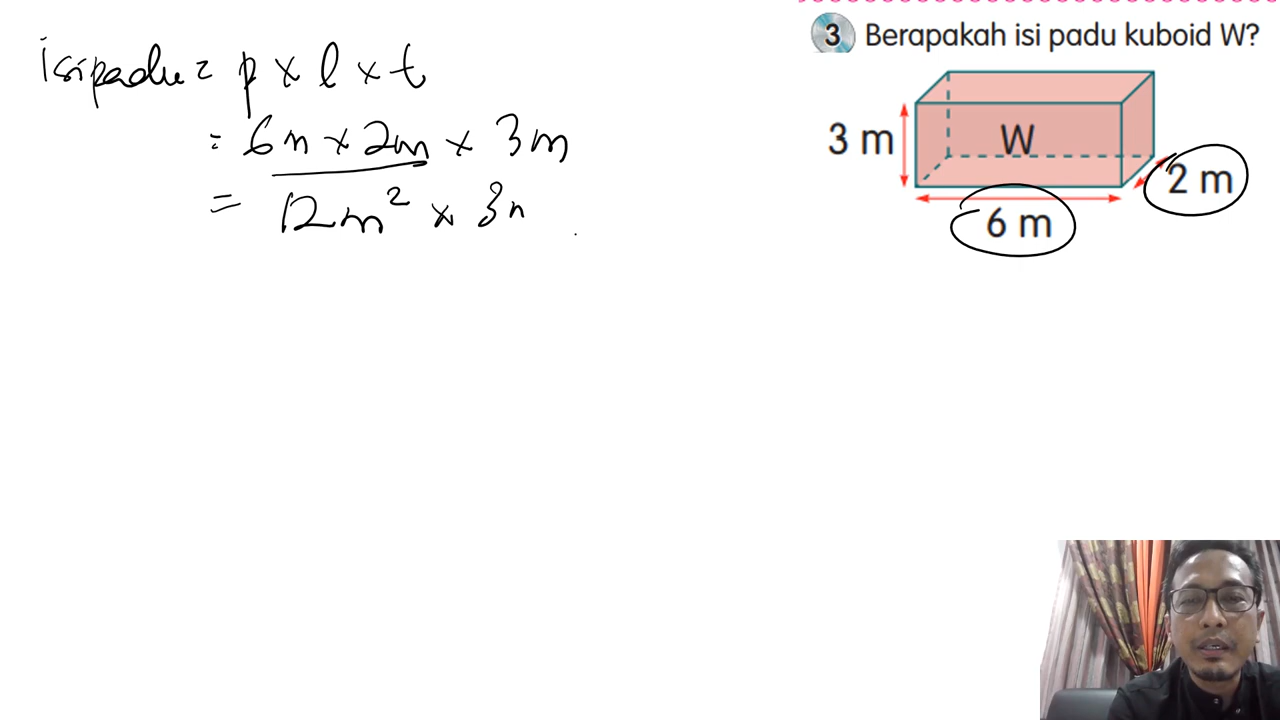 Isipadu = p x l x t
= 6m x 2m x 3m
= 12m² x 3m
3 Berapakah isi padu kuboid W?
3 m
W
2 m
6 m